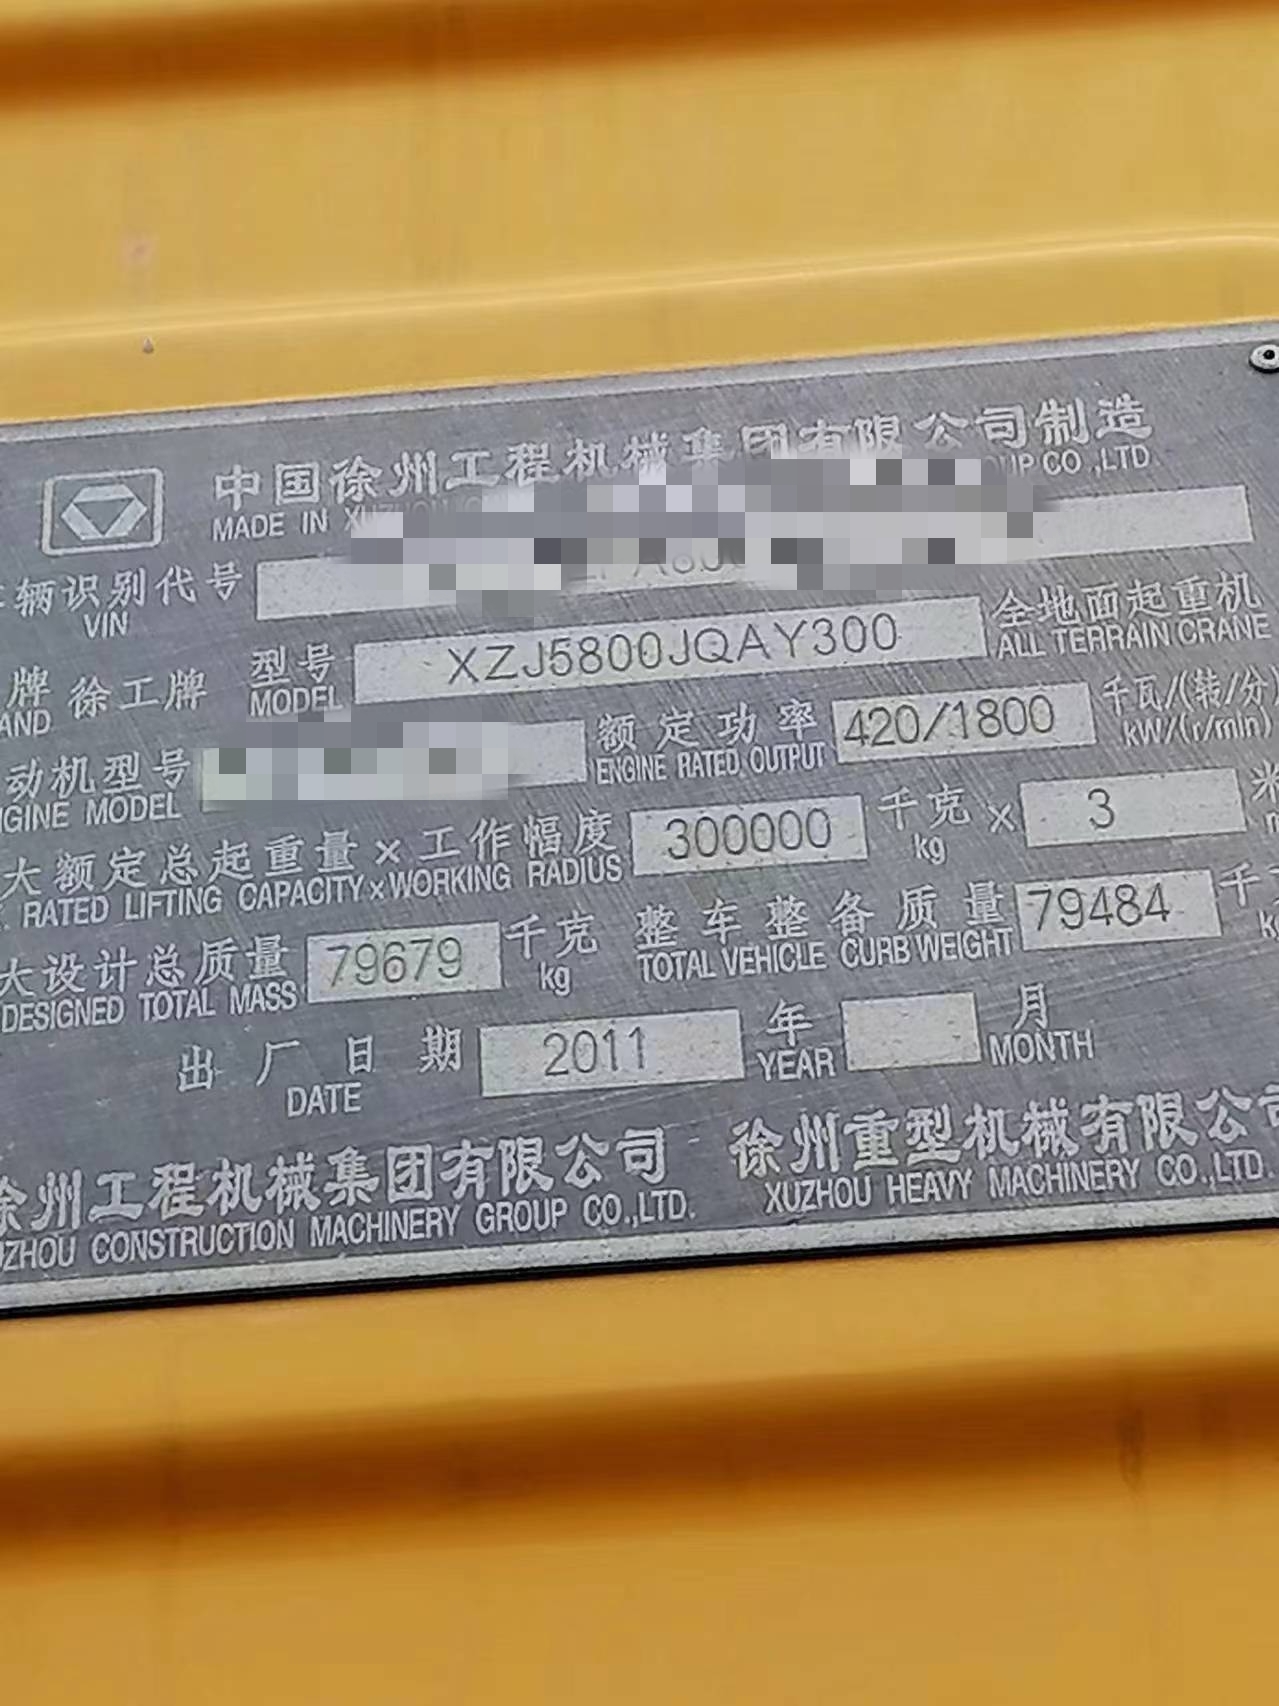 中国徐州工程机械集团有限公司制造
MADE IN XUZHOU CO.,LTD
辆识别代号
VIN
型号 XZJ5800JQAY300 全地面起重机
MODEL ALL TERRAIN CRANE
牌 徐工牌
动机型号 额定功率 420/1800 千瓦/(转/分)
ENGINE MODEL ENGINE RATED OUTPUT kW/(r/min)
大额定总起重量×工作幅度 300000 千克 × 3 米
RATED LIFTING CAPACITY×WORKING RADIUS kg
大设计总质量 79679 千克 整车整备质量 79484 千
DESIGNED TOTAL MASS kg TOTAL VEHICLE CURB WEIGHT
出厂日期 2011 年 月
DATE YEAR MONTH
徐州工程机械集团有限公司 徐州重型机械有限公司
XUZHOU CONSTRUCTION MACHINERY GROUP CO.,LTD. XUZHOU HEAVY MACHINERY CO.,LTD.